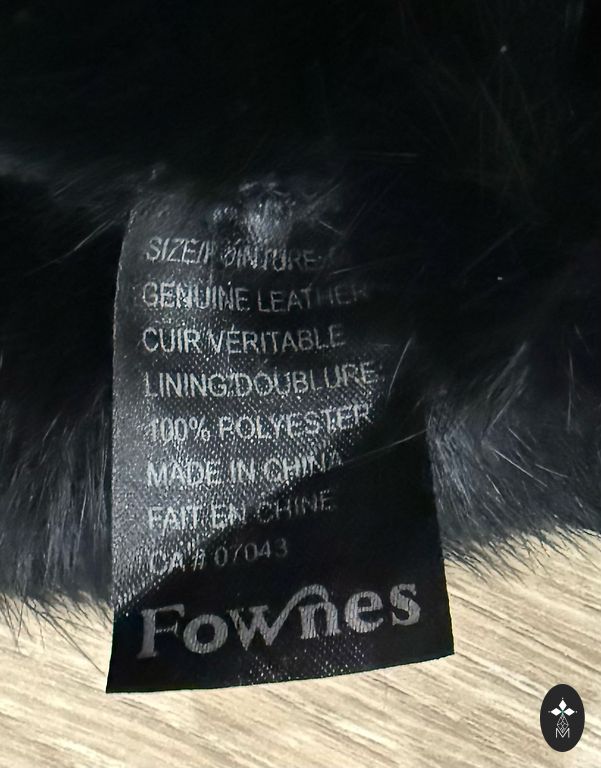 SIZE/POINTURE:
GENUINE LEATHER
CUIR VÉRITABLE
LINING/DOUBLURE:
100% POLYESTER
MADE IN CHINA
FAIT EN CHINE
CA# 07043
Fownes
M